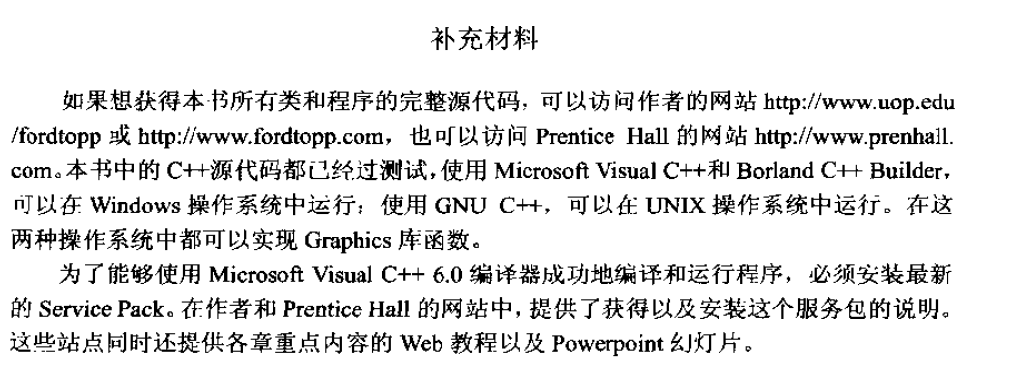 补充材料
如果想获得本书所有类和程序的完整源代码，可以访问作者的网站 http://www.uop.edu
/fordtopp 或 http://www.fordtopp.com，也可以访问 Prentice Hall 的网站 http://www.prenhall.
com。本书中的 C++源代码都已经过测试，使用 Microsoft Visual C++和 Borland C++ Builder，
可以在 Windows 操作系统中运行；使用 GNU C++，可以在 UNIX 操作系统中运行。在这
两种操作系统中都可以实现 Graphics 库函数。
为了能够使用 Microsoft Visual C++ 6.0 编译器成功地编译和运行程序，必须安装最新
的 Service Pack。在作者和 Prentice Hall 的网站中，提供了获得以及安装这个服务包的说明。
这些站点同时还提供各章重点内容的 Web 教程以及 Powerpoint 幻灯片。